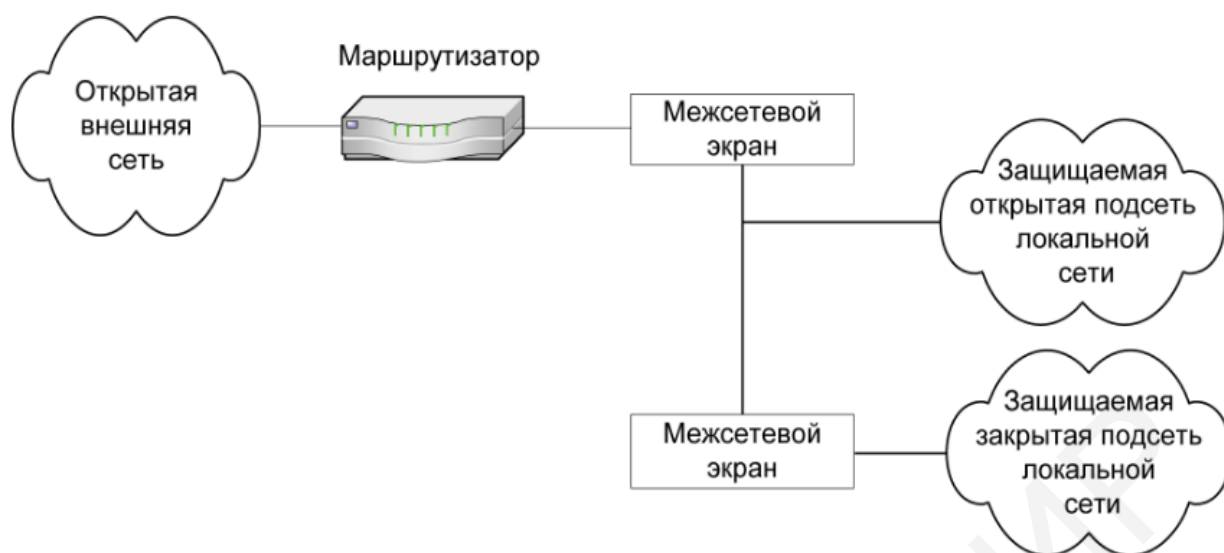 Маршрутизатор
Открытая
внешняя
сеть
Межсетевой
экран
Защищаемая
открытая подсеть
локальной
сети
Межсетевой
экран
Защищаемая
закрытая подсеть
локальной
сети